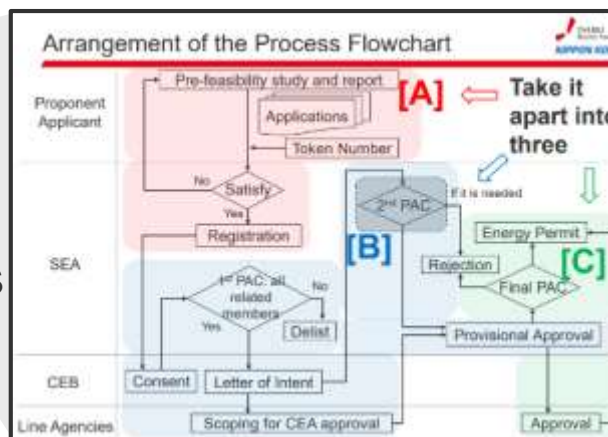 Arrangement of the Process Flowchart
NIPPON KOEI
Proponent
Applicant
Pre-feasibility study and report
[A]
Take it
apart into
three
Applications
Token Number
No
Satisfy
Yes
Registration
2nd PAC
If it is needed
[B]
Energy Permit
[C]
SEA
1st PAC: all
related
members
No
Yes
Delist
Rejection
Final PAC
Provisional Approval
CEB
Consent
Letter of Intent
Line Agencies
Scoping for CEA approval
Approval
s